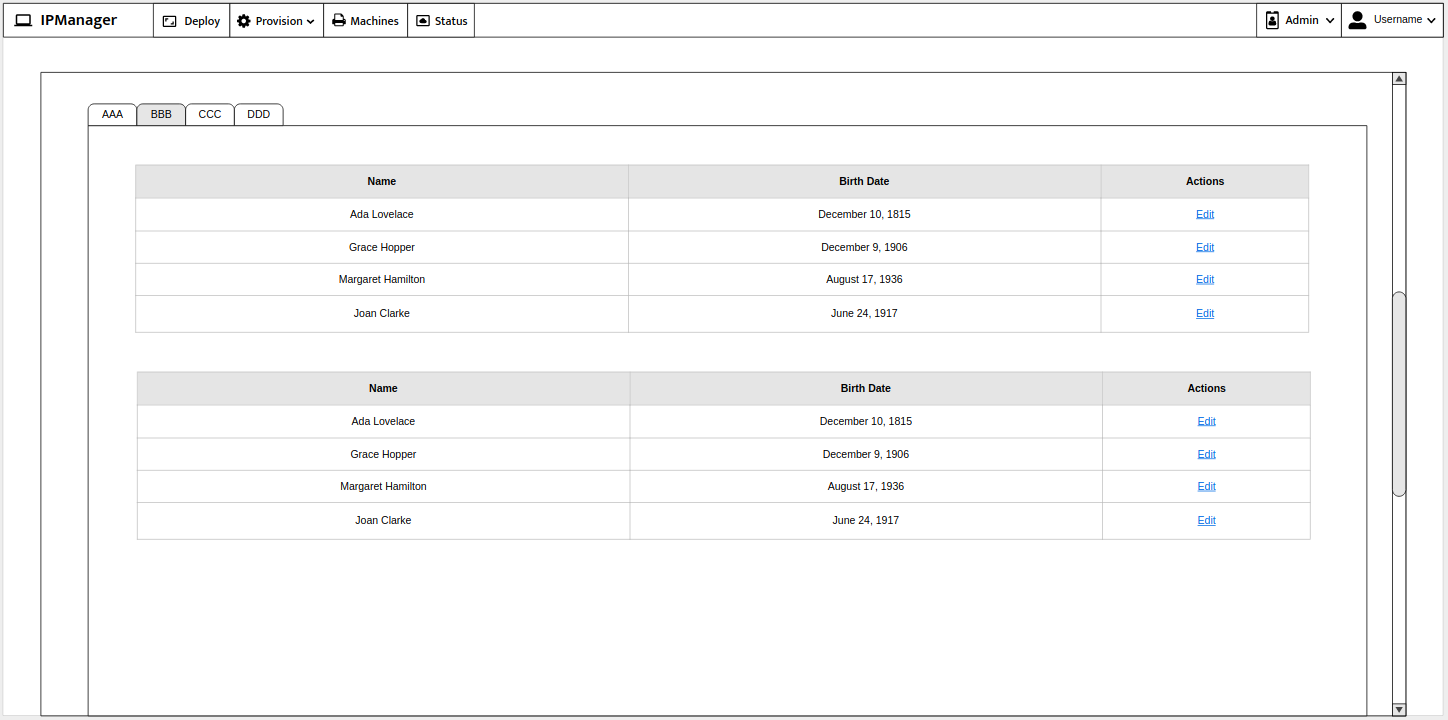 IPManager Deploy Provision Machines Status Admin Username
AAA BBB CCC DDD
Name Birth Date Actions
Ada Lovelace December 10, 1815 Edit
Grace Hopper December 9, 1906 Edit
Margaret Hamilton August 17, 1936 Edit
Joan Clarke June 24, 1917 Edit
Name Birth Date Actions
Ada Lovelace December 10, 1815 Edit
Grace Hopper December 9, 1906 Edit
Margaret Hamilton August 17, 1936 Edit
Joan Clarke June 24, 1917 Edit